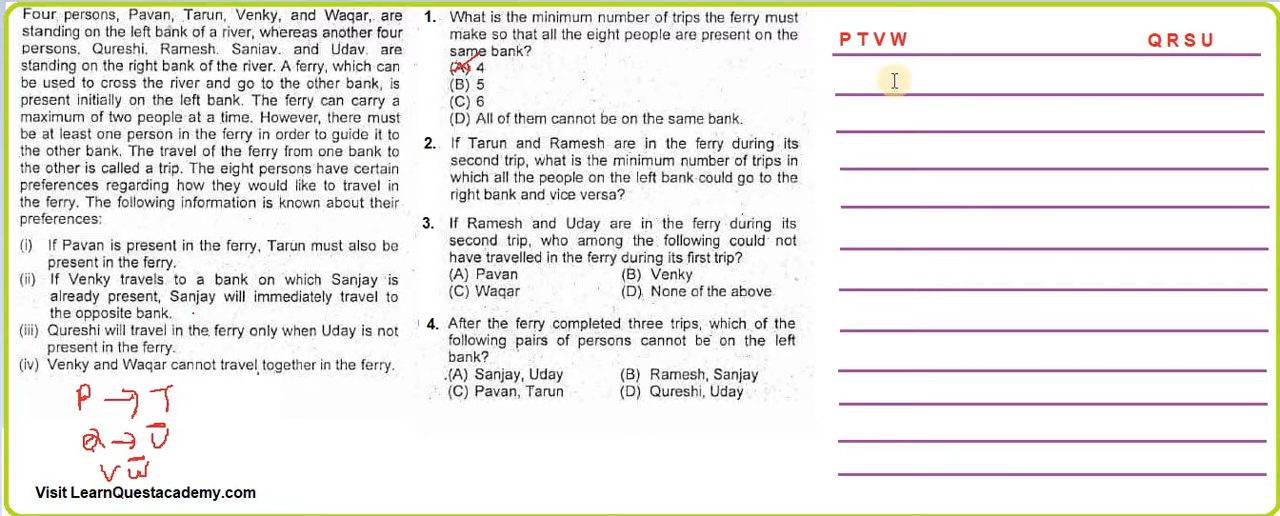 Four persons, Pavan, Tarun, Venky, and Waqar, are
standing on the left bank of a river, whereas another four
persons, Qureshi, Ramesh, Sanjay, and Uday, are
standing on the right bank of the river. A ferry, which can
be used to cross the river and go to the other bank, is
present initially on the left bank. The ferry can carry a
maximum of two people at a time. However, there must
be at least one person in the ferry in order to guide it to
the other bank. The travel of the ferry from one bank to
the other is called a trip. The eight persons have certain
preferences regarding how they would like to travel in
the ferry. The following information is known about their
preferences:
(i) If Pavan is present in the ferry, Tarun must also be
present in the ferry.
(ii) If Venky travels to a bank on which Sanjay is
already present, Sanjay will immediately travel to
the opposite bank.
(iii) Qureshi will travel in the ferry only when Uday is not
present in the ferry.
(iv) Venky and Waqar cannot travel together in the ferry.
P → T
Q → U̅
V W̅
Visit LearnQuestacademy.com
1. What is the minimum number of trips the ferry must
make so that all the eight people are present on the
same bank?
(A) 4
(B) 5
(C) 6
(D) All of them cannot be on the same bank.
2. If Tarun and Ramesh are in the ferry during its
second trip, what is the minimum number of trips in
which all the people on the left bank could go to the
right bank and vice versa?
3. If Ramesh and Uday are in the ferry during its
second trip, who among the following could not
have travelled in the ferry during its first trip?
(A) Pavan (B) Venky
(C) Waqar (D) None of the above
4. After the ferry completed three trips, which of the
following pairs of persons cannot be on the left
bank?
(A) Sanjay, Uday (B) Ramesh, Sanjay
(C) Pavan, Tarun (D) Qureshi, Uday
P T V W Q R S U